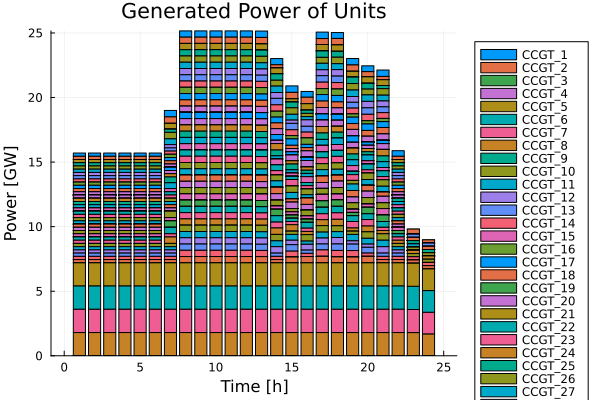 Generated Power of Units
Power [GW]
25
20
15
10
5
0
0
5
10
15
20
25
Time [h]
CCGT_1
CCGT_2
CCGT_3
CCGT_4
CCGT_5
CCGT_6
CCGT_7
CCGT_8
CCGT_9
CCGT_10
CCGT_11
CCGT_12
CCGT_13
CCGT_14
CCGT_15
CCGT_16
CCGT_17
CCGT_18
CCGT_19
CCGT_20
CCGT_21
CCGT_22
CCGT_23
CCGT_24
CCGT_25
CCGT_26
CCGT_27